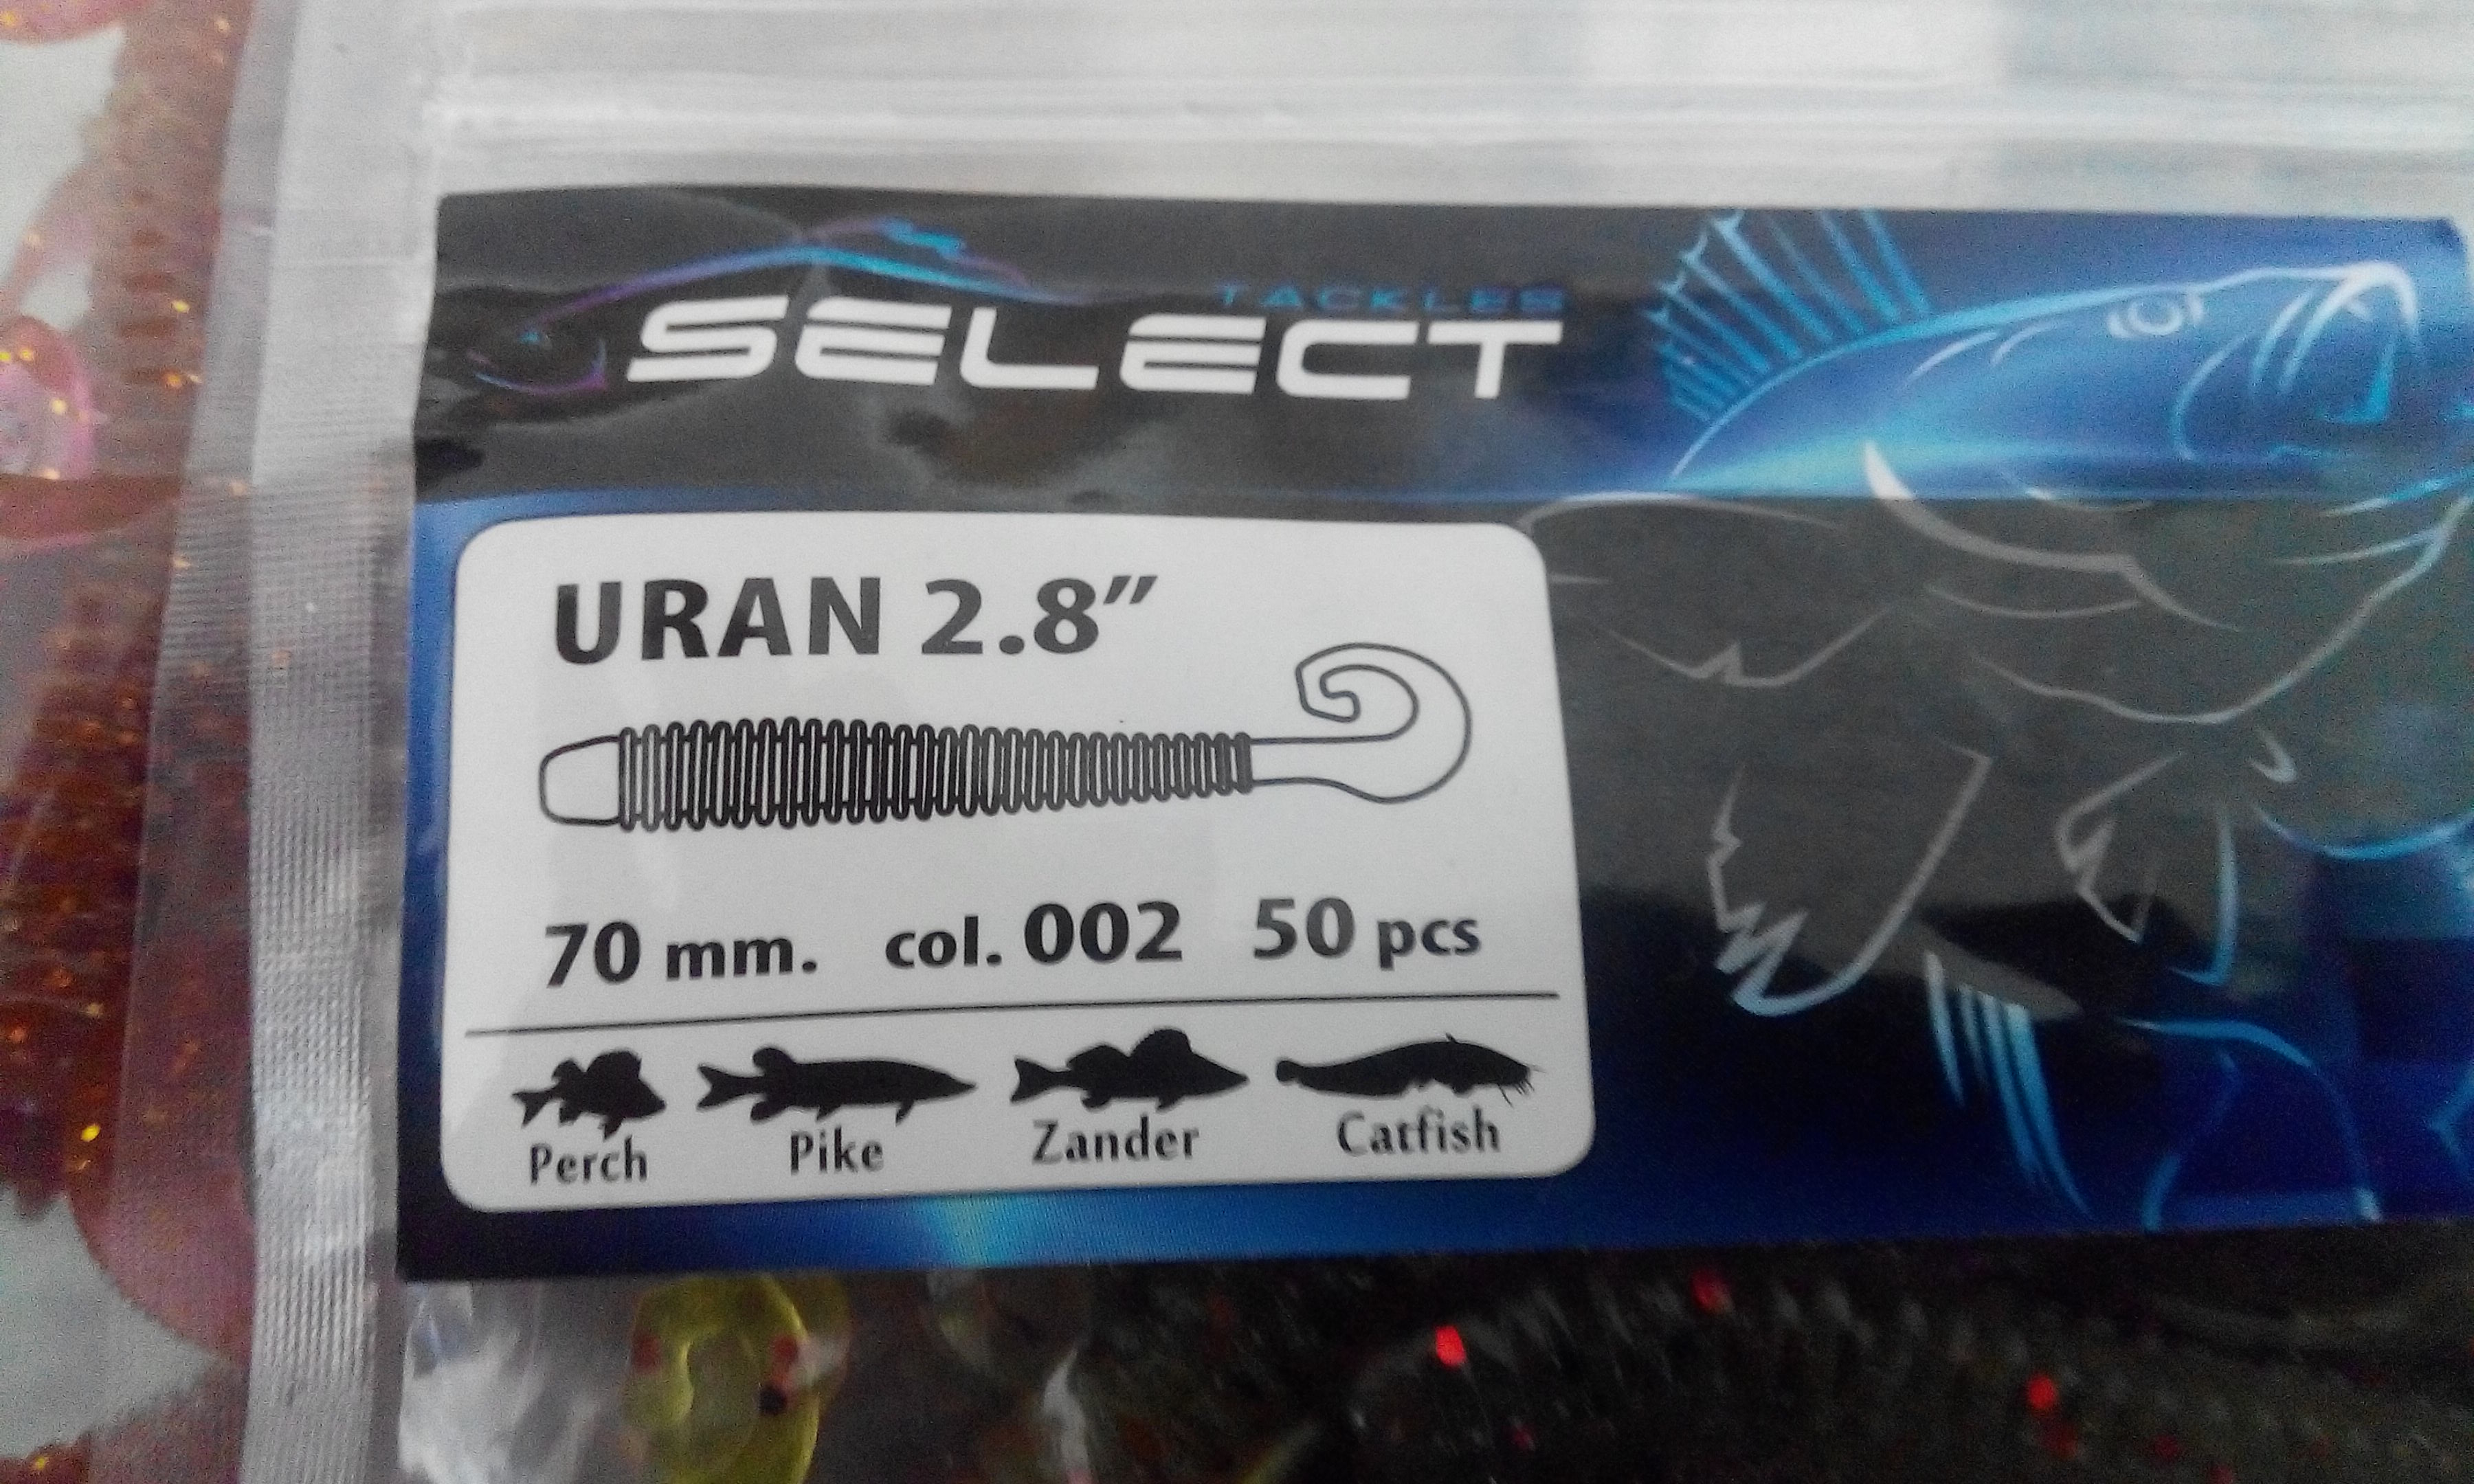 TACKLES
SELECT
URAN 2.8”
70 mm. col. 002 50 pcs
Perch Pike Zander Catfish